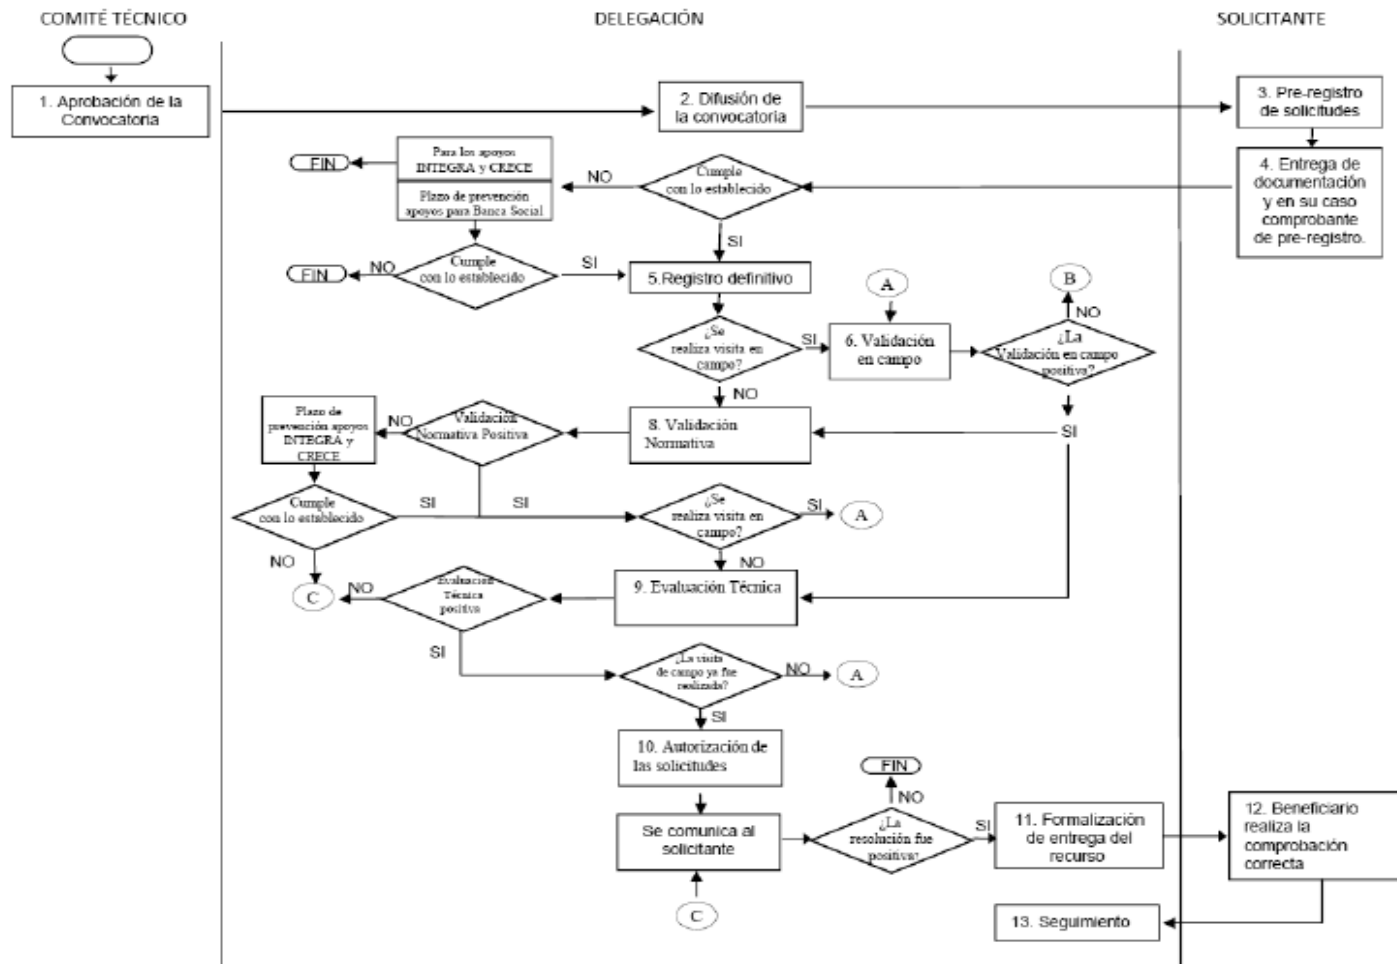 COMITÉ TÉCNICO
DELEGACIÓN
SOLICITANTE
1. Aprobación de la
Convocatoria
2. Difusión de
la convocatoria
3. Pre-registro
de solicitudes
FIN
Para los apoyos
INTEGRA y CRECE
Plazo de prevención
apoyos para Banca Social
NO
Cumple
con lo establecido
4. Entrega de
documentación
y en su caso
comprobante
de pre-registro.
SI
FIN
NO
Cumple
con lo establecido
SI
5.Registro definitivo
A
B
NO
¿Se
realiza visita en
campo?
SI
6. Validación
en campo
¿La
Validación en campo
positiva?
NO
SI
Plazo de
prevención apoyos
INTEGRA y
CRECE
NO
Validación
Normativa Positiva
8. Validación
Normativa
Cumple
con lo establecido
SI
SI
¿Se
realiza visita en
campo?
SI
A
NO
NO
C
NO
Evaluación
Técnica
positiva
9. Evaluación Técnica
SI
¿La visita
de campo ya fue
realizada?
NO
A
SI
10. Autorización de
las solicitudes
FIN
NO
Se comunica al
solicitante
¿La
resolución fue
positiva?
SI
11. Formalización
de entrega del
recurso
12. Beneficiario
realiza la
comprobación
correcta
C
13. Seguimiento